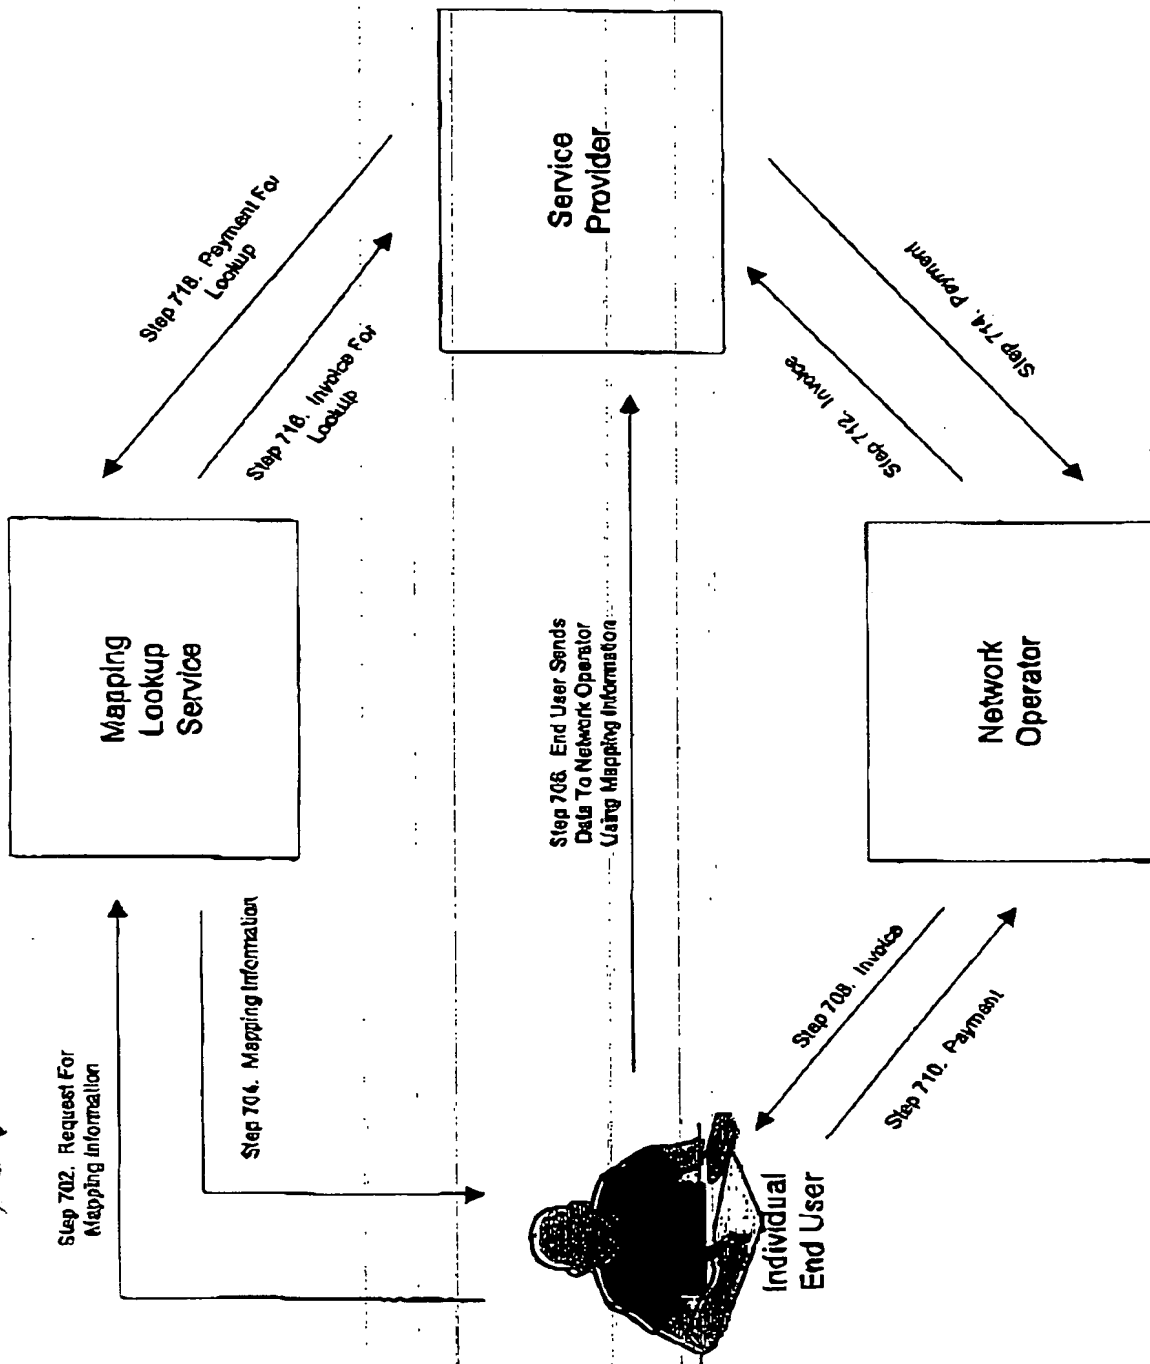 Step 702. Request For
Mapping Information
Step 704. Mapping Information
Mapping
Lookup
Service
Step 718. Payment For
Lookup
Step 716. Invoice For
Lookup
Step 706. End User Sends
Data To Network Operator
Using Mapping Information
Service
Provider
Individual
End User
Step 708. Invoice
Step 710. Payment
Network
Operator
Step 712. Invoice
Step 714. Payment